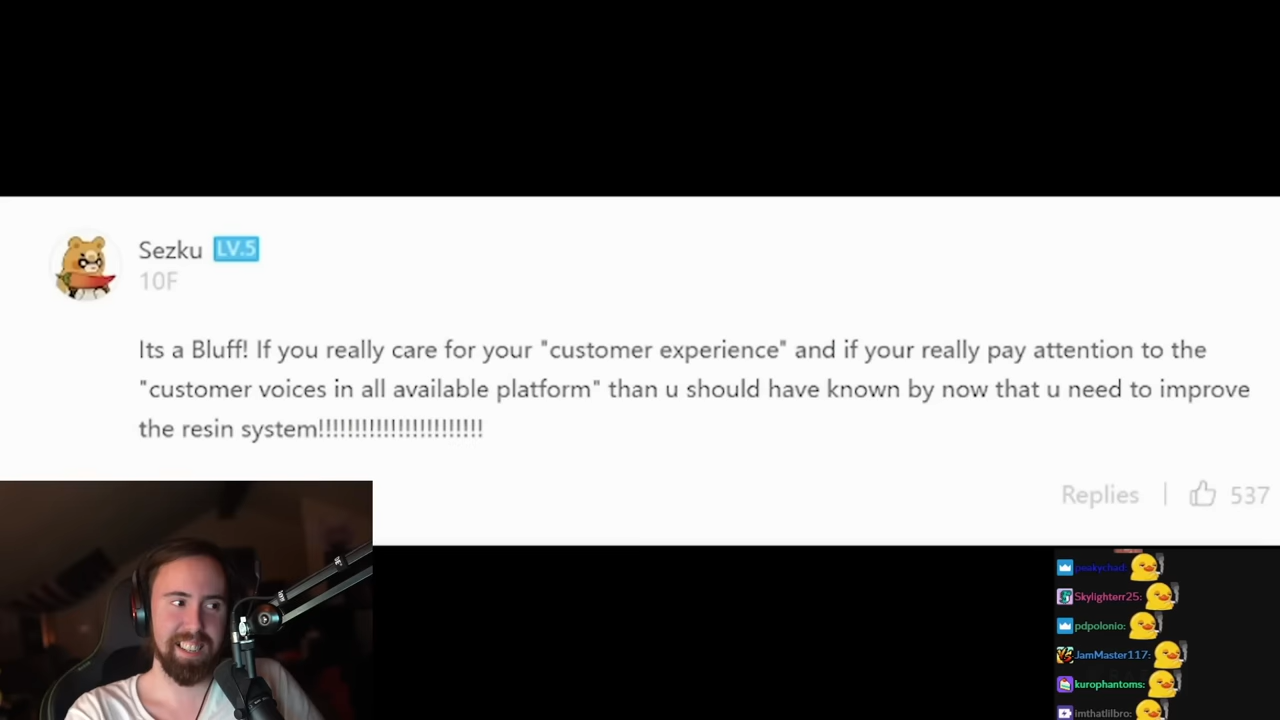 Sezku LV.5
10F
Its a Bluff! If you really care for your "customer experience" and if your really pay attention to the
"customer voices in all available platform" than u should have known by now that u need to improve
the resin system!!!!!!!!!!!!!!!!!!!!!!!
Replies | 537
Skylighterr25:
pdpolonio:
JamMaster117:
kurophantoms:
imthatlilbro: